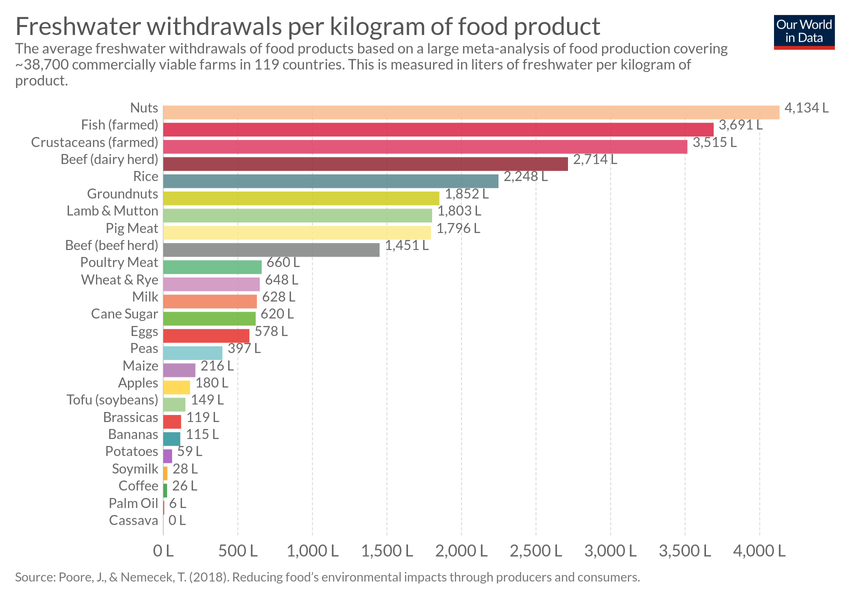 Freshwater withdrawals per kilogram of food product
Our World
in Data
The average freshwater withdrawals of food products based on a large meta-analysis of food production covering
~38,700 commercially viable farms in 119 countries. This is measured in liters of freshwater per kilogram of
product.
Nuts 4,134 L
Fish (farmed) 3,691 L
Crustaceans (farmed) 3,515 L
Beef (dairy herd) 2,714 L
Rice 2,248 L
Groundnuts 1,852 L
Lamb & Mutton 1,803 L
Pig Meat 1,796 L
Beef (beef herd) 1,451 L
Poultry Meat 660 L
Wheat & Rye 648 L
Milk 628 L
Cane Sugar 620 L
Eggs 578 L
Peas 397 L
Maize 216 L
Apples 180 L
Tofu (soybeans) 149 L
Brassicas 119 L
Bananas 115 L
Potatoes 59 L
Soymilk 28 L
Coffee 26 L
Palm Oil 6 L
Cassava 0 L
0 L 500 L 1,000 L 1,500 L 2,000 L 2,500 L 3,000 L 3,500 L 4,000 L
Source: Poore, J., & Nemecek, T. (2018). Reducing food's environmental impacts through producers and consumers.